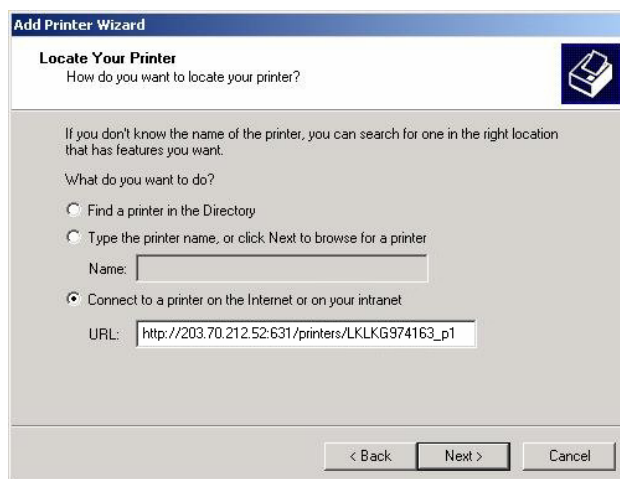 Add Printer Wizard
Locate Your Printer
How do you want to locate your printer?
If you don't know the name of the printer, you can search for one in the right location
that has features you want.
What do you want to do?
Find a printer in the Directory
Type the printer name, or click Next to browse for a printer
Name:
Connect to a printer on the Internet or on your intranet
URL: http://203.70.212.52:631/printers/LKLKG974163_p1
< Back Next > Cancel